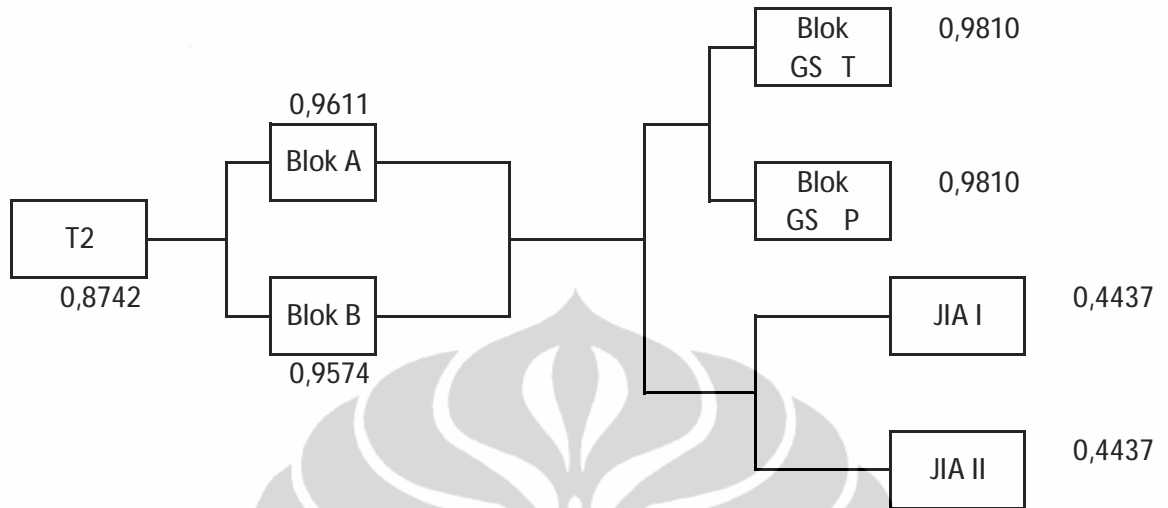 Blok
GS T
0,9810
0,9611
Blok A
Blok
GS P
0,9810
T2
0,8742
Blok B
0,9574
JIA I
0,4437
JIA II
0,4437